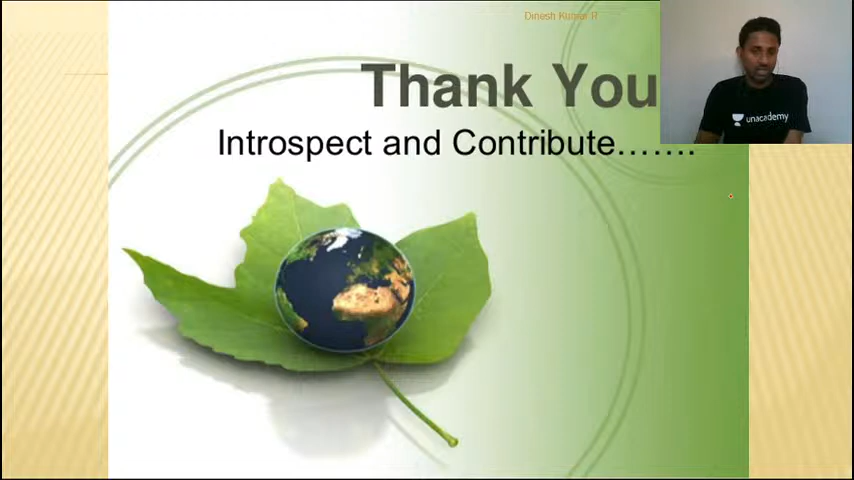 Dinesh Kumar R
Thank You
Introspect and Contribute.......
unacademy